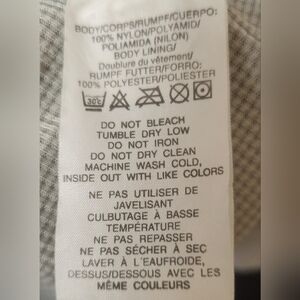 BODY/CORPS/RUMPF/CUERPO:
100% NYLON/POLYAMID/
POLIAMIDA (NILON)
BODY LINING/
Doublure du vêtement/
RUMPF FUTTER/FORRO:
100% POLYESTER/POLIESTER
30°C
DO NOT BLEACH
TUMBLE DRY LOW
DO NOT IRON
DO NOT DRY CLEAN
MACHINE WASH COLD,
INSIDE OUT WITH LIKE COLORS
NE PAS UTILISER DE
JAVELISANT
CULBUTAGE À BASSE
TEMPÉRATURE
NE PAS REPASSER
NE PAS SÉCHER À SEC
LAVER À L'EAUFROIDE,
DESSUS/DESSOUS AVEC LES
MÊME COULEURS